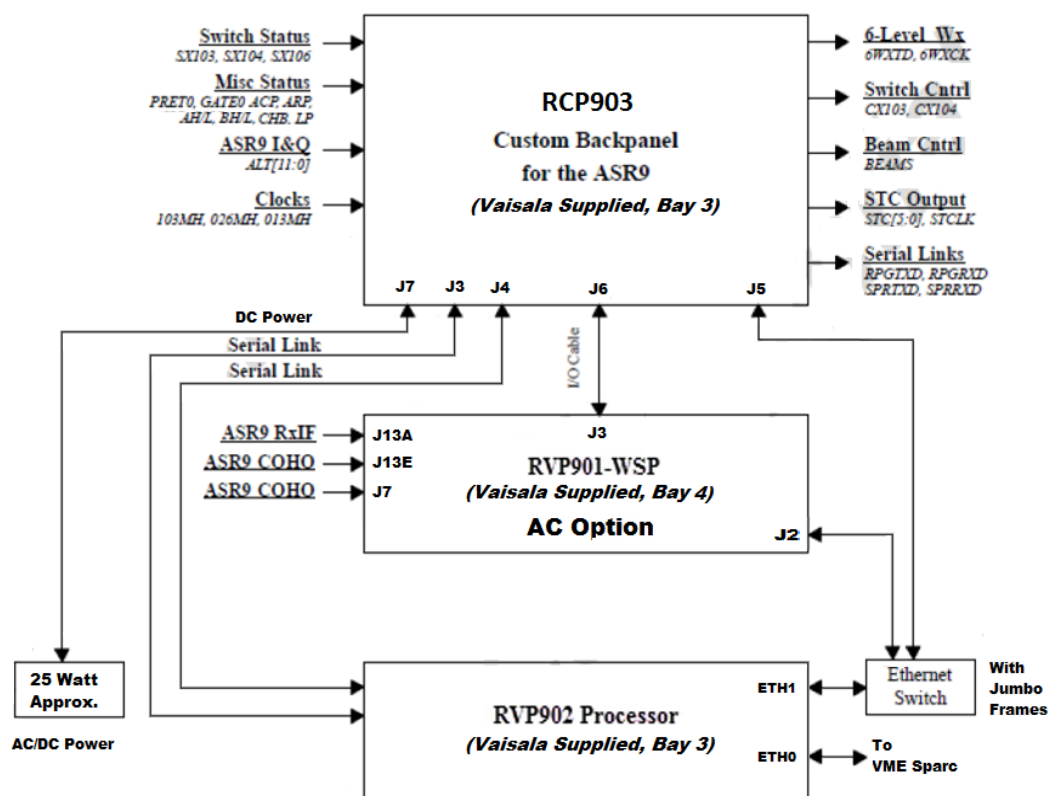 Switch Status
SX103, SX104, SX106
Misc Status
PRET0, GATE0 ACP, ARP,
AH/L, BH/L, CHB. LP
ASR9 I&Q
ALT[11:0]
Clocks
103MH, 026MH, 013MH
RCP903
Custom Backpanel
for the ASR9
(Vaisala Supplied, Bay 3)
J7 J3 J4 J6 J5
6-Level Wx
6WXTD, 6WXCK
Switch Cntrl
CX103, CX104
Beam Cntrl
BEAMS
STC Output
STC[5:0], STCLK
Serial Links
RPGTXD, RPGRXD
SPRTXD, SPRRXD
DC Power
Serial Link
Serial Link
I/O Cable
ASR9 RxIF
ASR9 COHO
ASR9 COHO
J13A
J13E
J7
J3
RVP901-WSP
(Vaisala Supplied, Bay 4)
AC Option
J2
25 Watt
Approx.
AC/DC Power
RVP902 Processor
(Vaisala Supplied, Bay 3)
ETH1
ETH0
Ethernet
Switch
With
Jumbo
Frames
To
VME Sparc